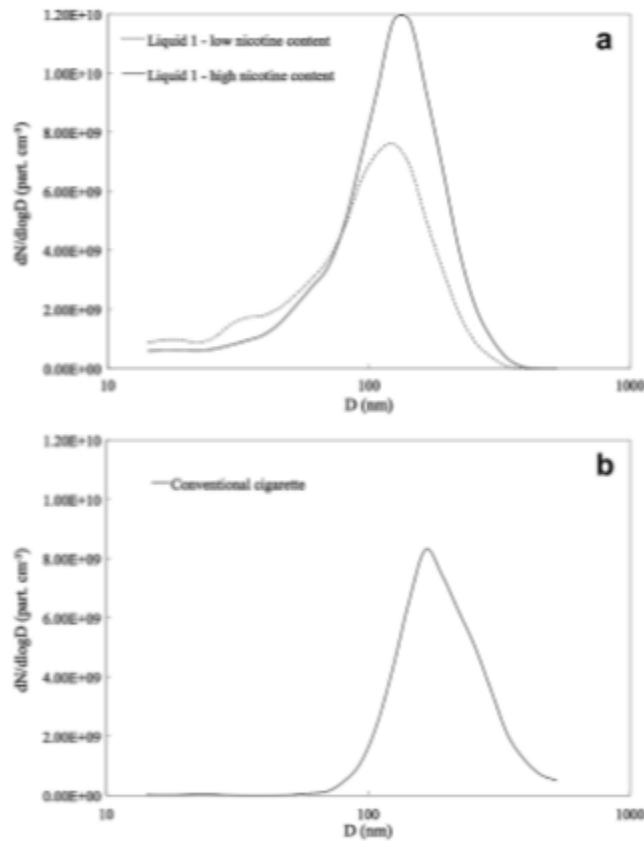 a
Liquid 1 - low nicotine content
Liquid 1 - high nicotine content
1.20E+10
1.00E+10
8.00E+09
6.00E+09
4.00E+09
2.00E+09
0.00E+00
dN/dlogD (part. cm⁻³)
10
100
1000
D (nm)
b
Conventional cigarette
1.20E+10
1.00E+10
8.00E+09
6.00E+09
4.00E+09
2.00E+09
0.00E+00
dN/dlogD (part. cm⁻³)
10
100
1000
D (nm)